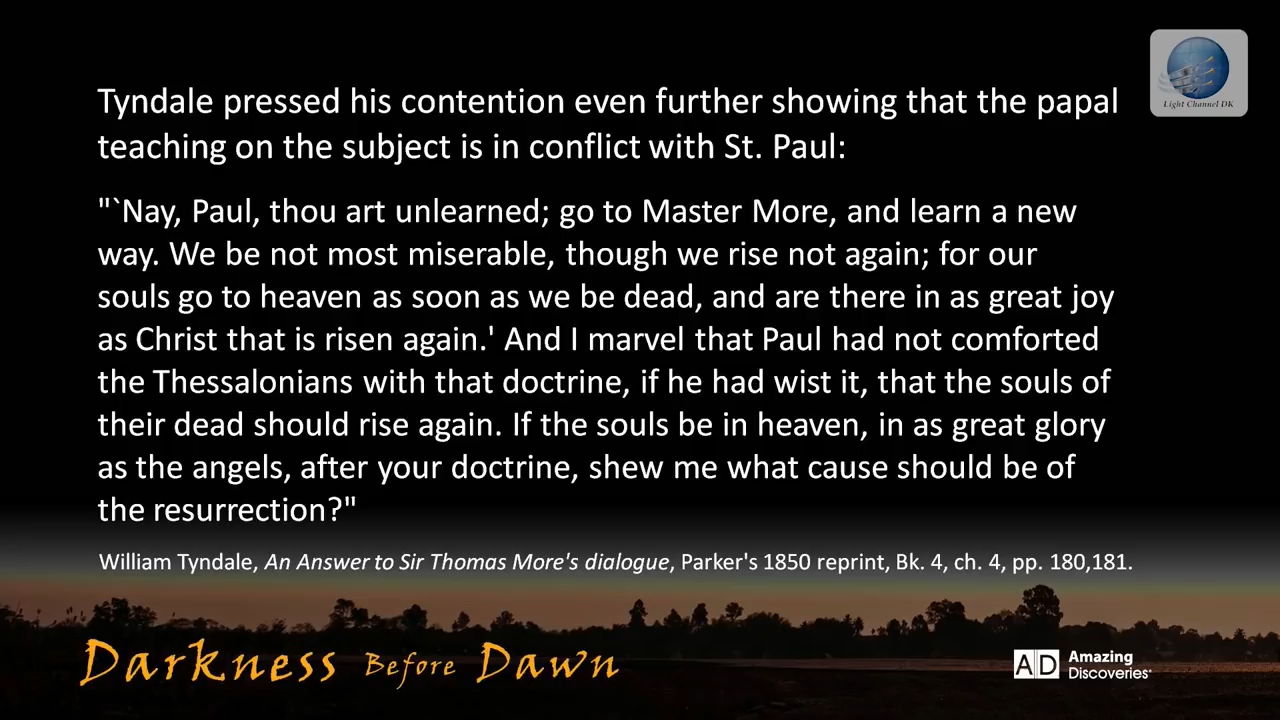 Light Channel DK
Tyndale pressed his contention even further showing that the papal
teaching on the subject is in conflict with St. Paul:
"`Nay, Paul, thou art unlearned; go to Master More, and learn a new
way. We be not most miserable, though we rise not again; for our
souls go to heaven as soon as we be dead, and are there in as great joy
as Christ that is risen again.' And I marvel that Paul had not comforted
the Thessalonians with that doctrine, if he had wist it, that the souls of
their dead should rise again. If the souls be in heaven, in as great glory
as the angels, after your doctrine, shew me what cause should be of
the resurrection?"
William Tyndale, An Answer to Sir Thomas More's dialogue, Parker's 1850 reprint, Bk. 4, ch. 4, pp. 180,181.
Darkness Before Dawn
AD Amazing
Discoveries